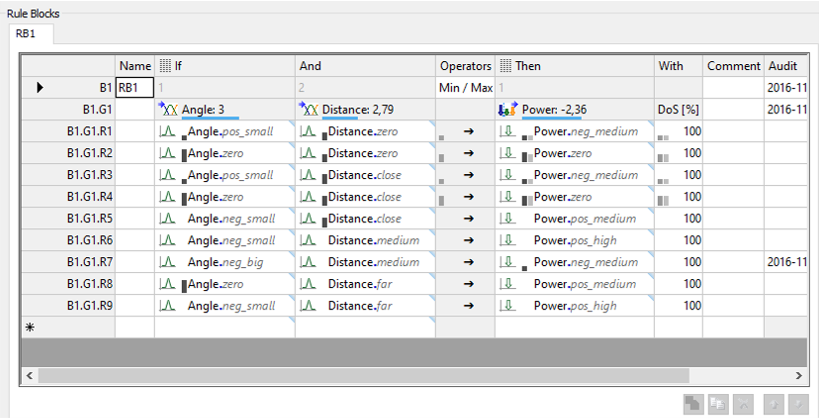 Rule Blocks
RB1
Name If And Operators Then With Comment Audit
B1 RB1 1 2 Min / Max 1 2016-11
B1.G1 Angle: 3 Distance: 2,79 Power: -2,36 DoS [%] 2016-11
B1.G1.R1 Angle.pos_small Distance.zero → Power.neg_medium 100
B1.G1.R2 Angle.zero Distance.zero → Power.zero 100
B1.G1.R3 Angle.pos_small Distance.close → Power.neg_medium 100
B1.G1.R4 Angle.zero Distance.close → Power.zero 100
B1.G1.R5 Angle.neg_small Distance.close → Power.pos_medium 100
B1.G1.R6 Angle.neg_small Distance.medium → Power.pos_high 100
B1.G1.R7 Angle.neg_big Distance.medium → Power.neg_medium 100 2016-11
B1.G1.R8 Angle.zero Distance.far → Power.pos_medium 100
B1.G1.R9 Angle.neg_small Distance.far → Power.pos_high 100